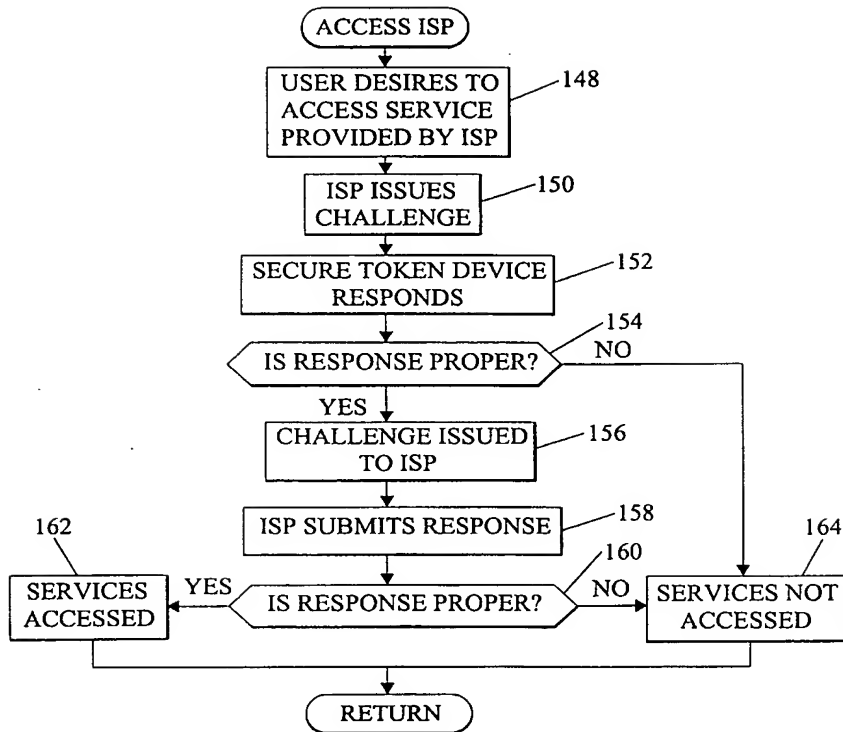 ACCESS ISP
USER DESIRES TO
ACCESS SERVICE
PROVIDED BY ISP
148
ISP ISSUES
CHALLENGE
150
SECURE TOKEN DEVICE
RESPONDS
152
154
IS RESPONSE PROPER?
NO
YES
CHALLENGE ISSUED
TO ISP
156
ISP SUBMITS RESPONSE
158
162
160
164
SERVICES
ACCESSED
YES
IS RESPONSE PROPER?
NO
SERVICES NOT
ACCESSED
RETURN